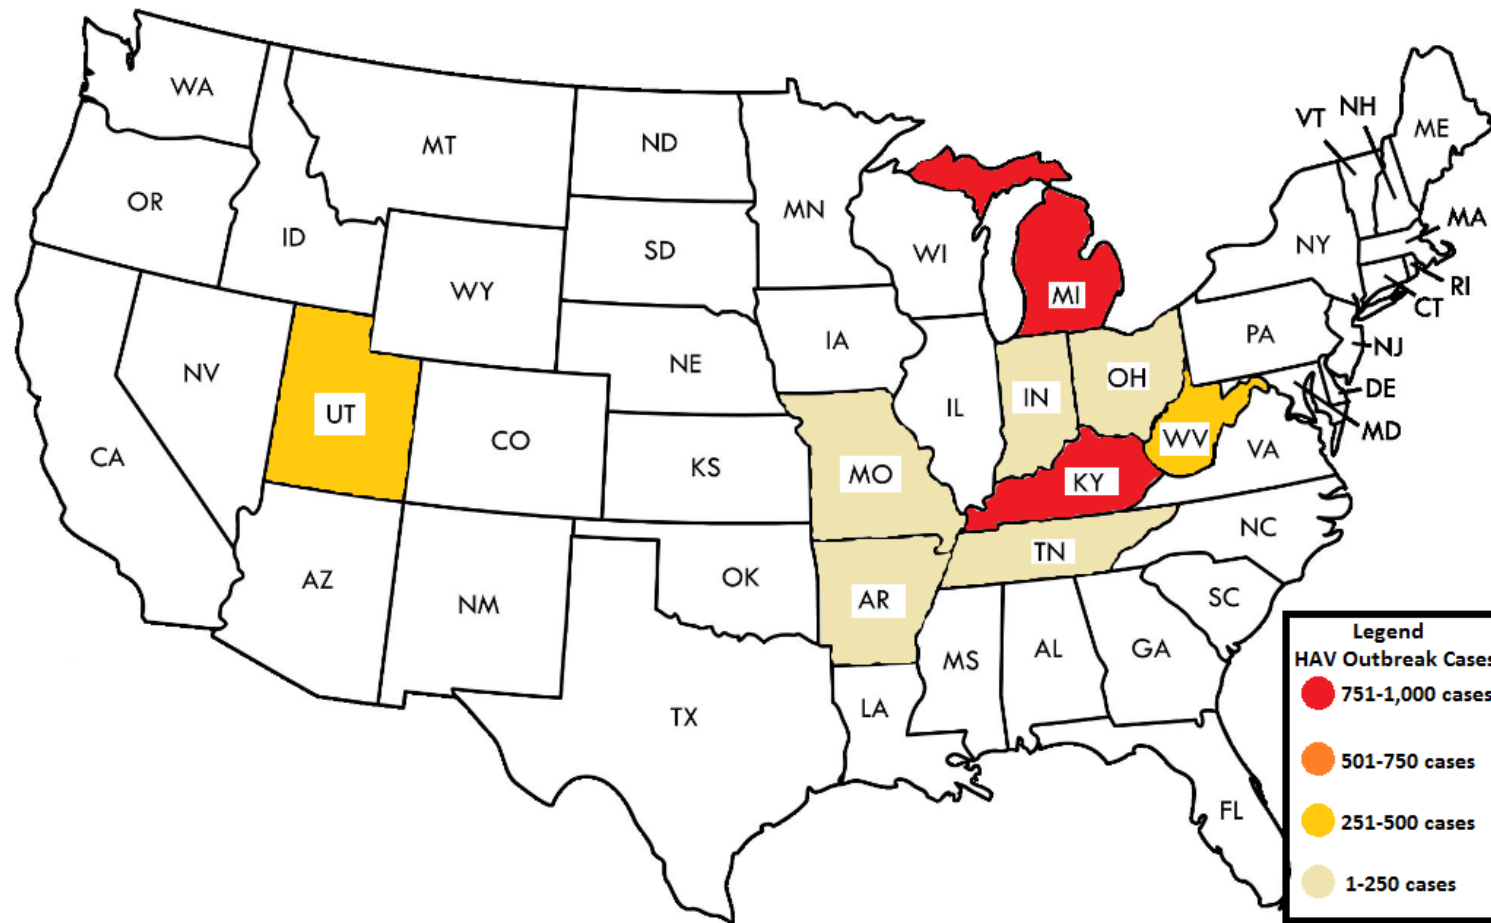 WA
MT
ND
MN
VT
NH
ME
OR
ID
SD
WI
NY
MA
WY
MI
RI
CT
IA
PA
NJ
NV
NE
OH
DE
UT
IN
MD
CO
IL
WV
VA
CA
KS
MO
KY
NC
TN
AZ
NM
OK
AR
SC
MS
AL
GA
TX
LA
FL
Legend
HAV Outbreak Cases
751-1,000 cases
501-750 cases
251-500 cases
1-250 cases